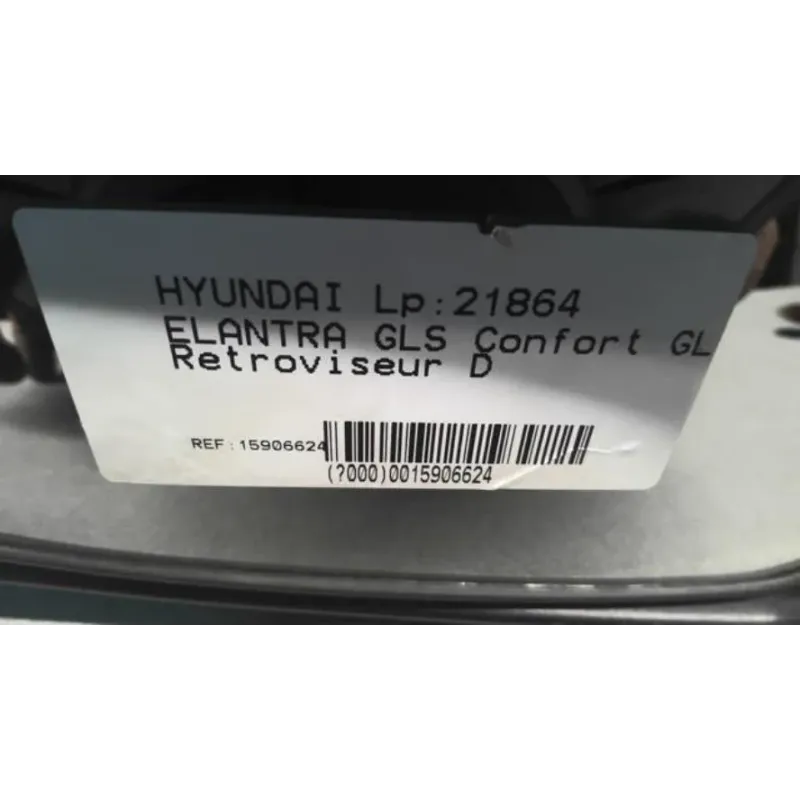 HYUNDAI Lp:21864
ELANTRA GLS Confort GL
Retroviseur D
REF:15906624
(?000)0015906624